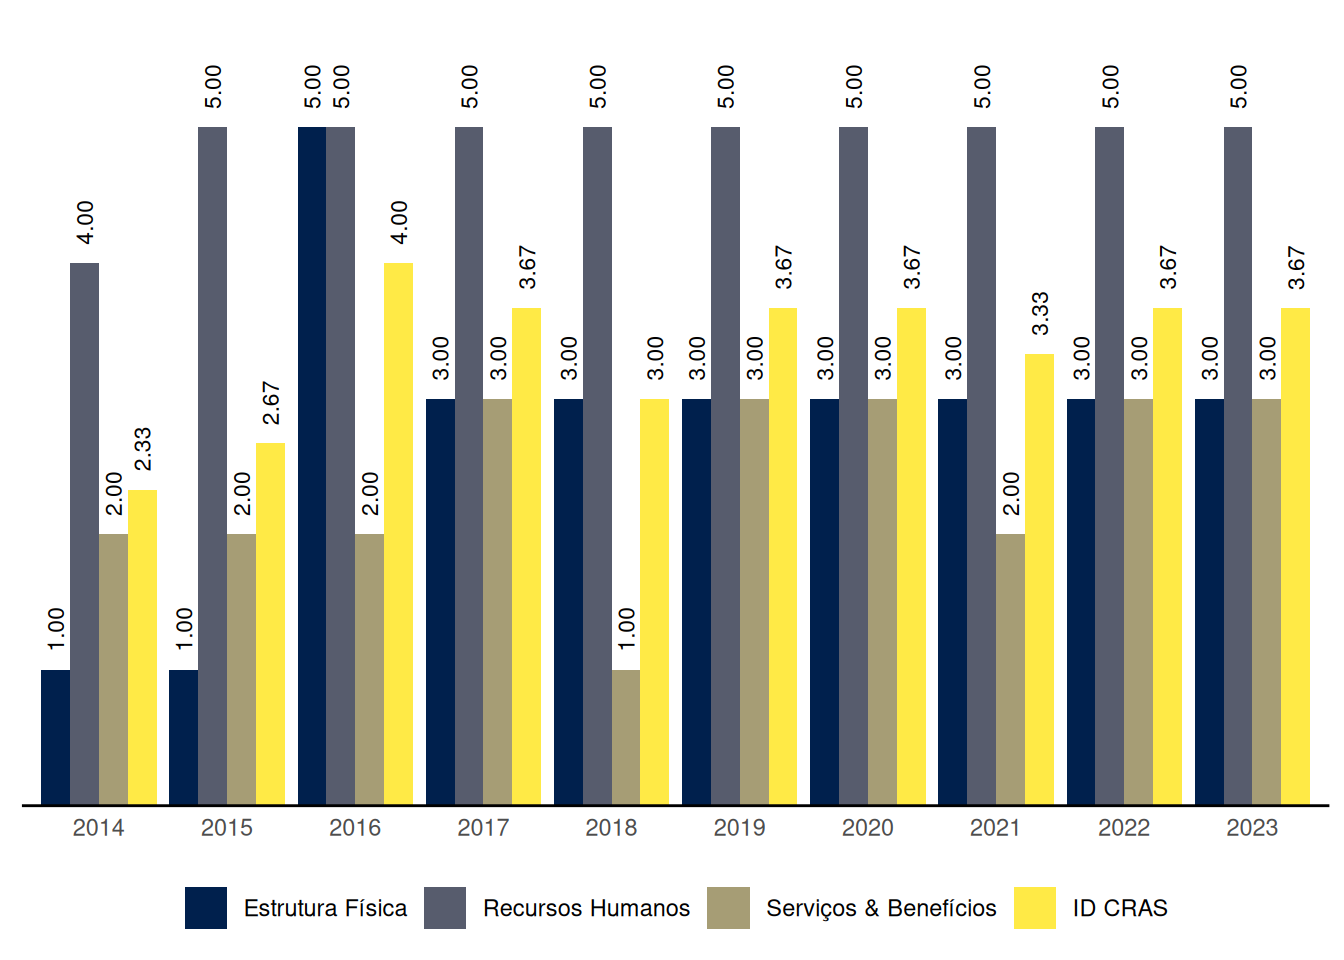 5.00 5.00 5.00 5.00 5.00 5.00 5.00 5.00 5.00 5.00
4.00 4.00
3.67 3.67 3.67 3.67 3.67
3.33
3.00 3.00 3.00 3.00 3.00 3.00 3.00 3.00 3.00 3.00 3.00 3.00 3.00
2.67
2.33
2.00 2.00 2.00 2.00
1.00 1.00 1.00
2014 2015 2016 2017 2018 2019 2020 2021 2022 2023
Estrutura Física Recursos Humanos Serviços & Benefícios ID CRAS